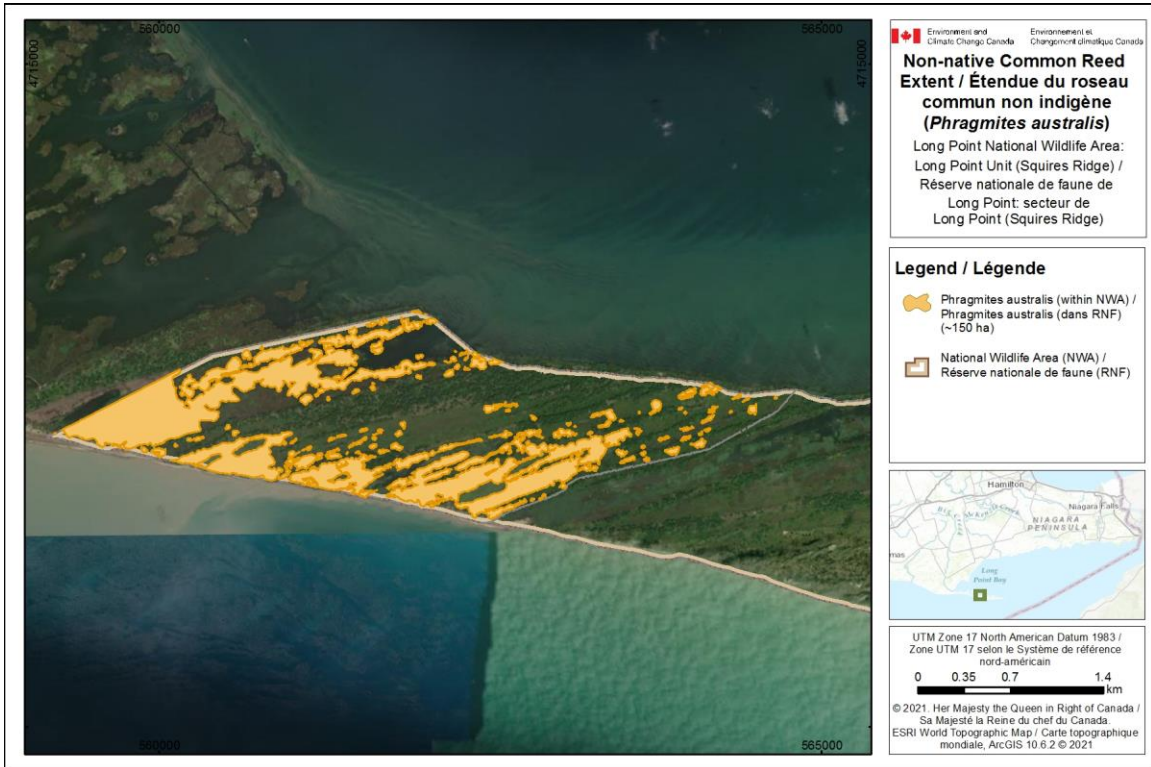 560000
565000
4715000
4715000
560000
565000
Environment and
Climate Change Canada
Environnement et
Changement climatique Canada
Non-native Common Reed
Extent / Étendue du roseau
commun non indigène
(Phragmites australis)
Long Point National Wildlife Area:
Long Point Unit (Squires Ridge) /
Réserve nationale de faune de
Long Point: secteur de
Long Point (Squires Ridge)
Legend / Légende
Phragmites australis (within NWA) /
Phragmites australis (dans RNF)
(~150 ha)
National Wildlife Area (NWA) /
Réserve nationale de faune (RNF)
Hamilton
Niagara Falls
NIAGARA
PENINSULA
mas
Long
Point Bay
UTM Zone 17 North American Datum 1983 /
Zone UTM 17 selon le Système de référence
nord-américain
0 0.35 0.7 1.4
km
© 2021. Her Majesty the Queen in Right of Canada /
Sa Majesté la Reine du chef du Canada.
ESRI World Topographic Map / Carte topographique
mondiale, ArcGIS 10.6.2 © 2021